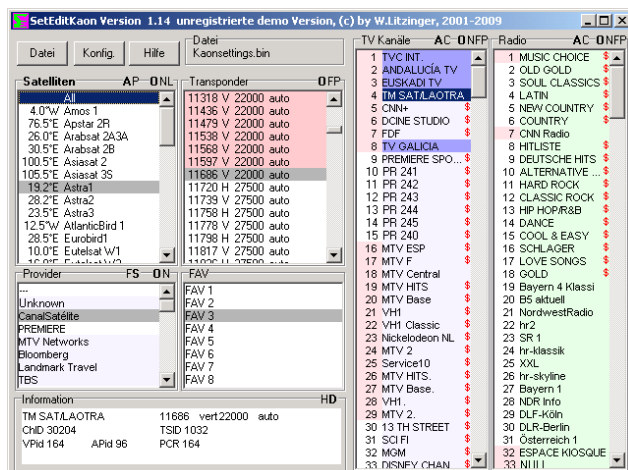 SetEditKaon Version 1.14 unregistrierte demo Version, (c) by W.Litzinger, 2001-2009
Datei
Konfig.
Hilfe
Datei
Kaonsettings.bin
Satelliten AP ONL
All
4.0°W Amos 1
76.5°E Apstar 2R
26.0°E Arabsat 2A3A
30.5°E Arabsat 2B
100.5°E Asiasat 2
105.5°E Asiasat 3S
19.2°E Astra1
28.2°E Astra2
23.5°E Astra3
12.5°W AtlanticBird 1
28.5°E Eurobird1
10.0°E Eutelsat W1
Transponder OFP
11318 V 22000 auto
11436 V 22000 auto
11479 V 22000 auto
11538 V 22000 auto
11568 V 22000 auto
11597 V 22000 auto
11686 V 22000 auto
11720 H 27500 auto
11739 V 27500 auto
11758 H 27500 auto
11778 V 27500 auto
11798 H 27500 auto
11817 V 27500 auto
Provider FS ON
---
Unknown
CanalSatélite
PREMIERE
MTV Networks
Bloomberg
Landmark Travel
TBS
FAV
FAV 1
FAV 2
FAV 3
FAV 4
FAV 5
FAV 6
FAV 7
FAV 8
Information HD
TM SAT/LAOTRA 11686 vert22000 auto
ChID 30204 TSID 1032
VPid 164 APid 96 PCR 164
TV Kanäle AC ONFP
1 TVC INT.
2 ANDALUCÍA TV
3 EUSKADI TV
4 TM SAT/LAOTRA
5 CNN+ $
6 DCINE STUDIO $
7 FDF $
8 TV GALICIA
9 PREMIERE SPO... $
10 PR 241 $
11 PR 242 $
12 PR 243 $
13 PR 244 $
14 PR 245 $
15 PR 240 $
16 MTV ESP $
17 MTV F $
18 MTV Central
19 MTV HITS $
20 MTV Base $
21 VH1 $
22 VH1 Classic $
23 Nickelodeon NL $
24 MTV 2 $
25 Service10 $
26 MTV HITS. $
27 MTV Base. $
28 VH1. $
29 MTV 2. $
30 13 TH STREET $
31 SCI FI $
32 MGM $
33 DISNEY CHAN $
Radio AC ONFP
1 MUSIC CHOICE $
2 OLD GOLD $
3 SOUL CLASSICS $
4 LATIN $
5 NEW COUNTRY $
6 COUNTRY $
7 CNN Radio
8 HITLISTE $
9 DEUTSCHE HITS $
10 ALTERNATIVE ... $
11 HARD ROCK $
12 CLASSIC ROCK $
13 HIP HOP/R&B $
14 DANCE $
15 COOL & EASY $
16 SCHLAGER $
17 LOVE SONGS $
18 GOLD $
19 Bayern 4 Klassi
20 B5 aktuell
21 NordwestRadio
22 hr2
23 SR 1
24 hr-klassik
25 XXL
26 hr-skyline
27 Bayern 1
28 NDR Info
29 DLF-Köln
30 DLR-Berlin
31 Österreich 1
32 ESPACE KIOSQUE
33 NULL